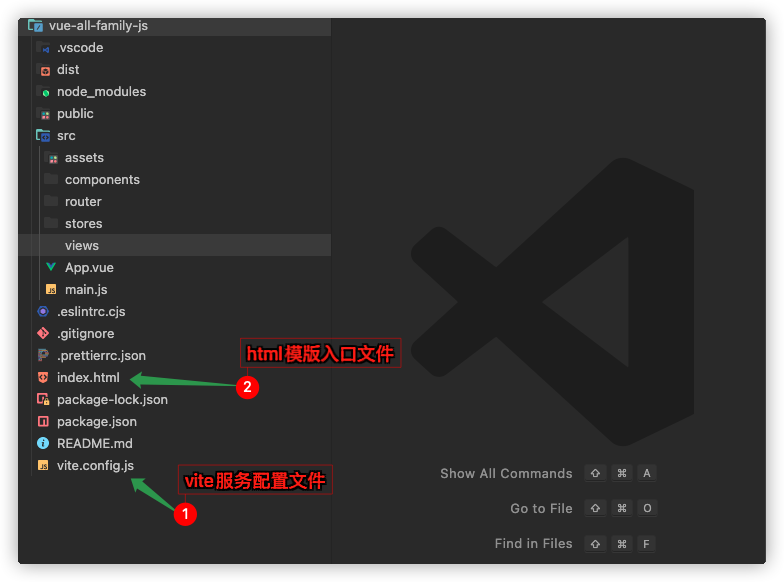 vue-all-family-js
.vscode
dist
node_modules
public
src
assets
components
router
stores
views
App.vue
main.js
.eslintrc.cjs
.gitignore
.prettierrc.json
html模版入口文件
index.html
2
package-lock.json
package.json
README.md
vite.config.js
vite服务配置文件
1
Show All Commands ⇧ ⌘ A
Go to File ⇧ ⌘ O
Find in Files ⇧ ⌘ F